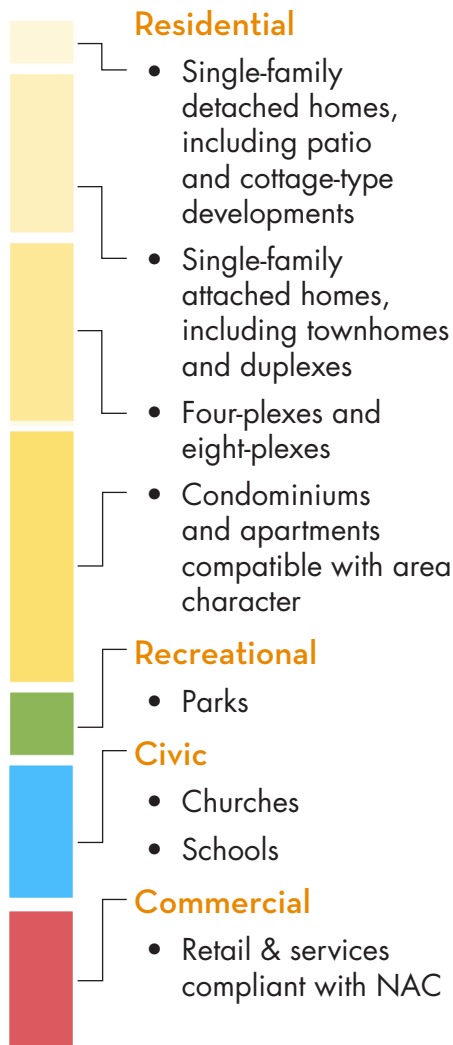 Residential
• Single-family
detached homes,
including patio
and cottage-type
developments
• Single-family
attached homes,
including townhomes
and duplexes
• Four-plexes and
eight-plexes
• Condominiums
and apartments
compatible with area
character
Recreational
• Parks
Civic
• Churches
• Schools
Commercial
• Retail & services
compliant with NAC